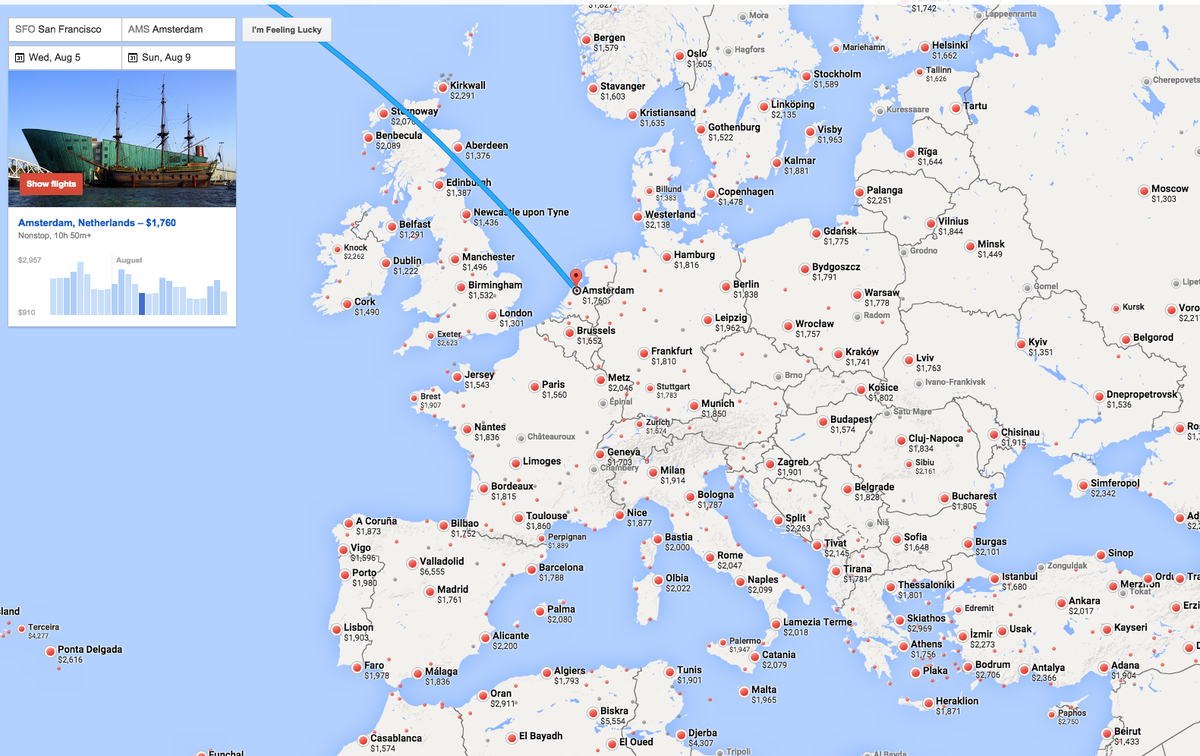 SFO San Francisco
AMS Amsterdam
I'm Feeling Lucky
Wed, Aug 5
Sun, Aug 9
Show flights
Amsterdam, Netherlands – $1,760
Nonstop, 10h 50m+
$2,957
August
$910
$1,827
$1,742
Mora
Lappeenranta
Bergen
$1,579
Oslo
$1,605
Hagfors
Mariehamn
Helsinki
$1,662
Tallinn
$1,626
Cherepovets
Kirkwall
$2,291
Stavanger
$1,603
Stockholm
$1,589
Stornoway
$2,076
Kristiansand
$1,635
Linköping
$2,135
Kuressaare
Tartu
Benbecula
$2,089
Aberdeen
$1,376
Gothenburg
$1,522
Visby
$1,963
Rīga
$1,644
Kalmar
$1,881
Edinburgh
$1,387
Billund
$1,383
Copenhagen
$1,478
Palanga
$2,251
Moscow
$1,303
Newcastle upon Tyne
$1,436
Westerland
$2,138
Belfast
$1,291
Gdańsk
$1,775
Vilnius
$1,844
Minsk
$1,449
Grodno
Knock
$2,262
Dublin
$1,222
Manchester
$1,496
Hamburg
$1,816
Bydgoszcz
$1,791
Birmingham
$1,532
Amsterdam
$1,760
Berlin
$1,838
Warsaw
$1,778
Gomel
Lipe
Cork
$1,490
London
$1,301
Leipzig
$1,962
Wrocław
$1,757
Radom
Kursk
Voro
$2,21
Exeter
$2,623
Brussels
$1,652
Frankfurt
$1,810
Kraków
$1,741
Lviv
$1,763
Kyiv
$1,351
Belgorod
Jersey
$1,543
Paris
$1,560
Metz
$2,046
Stuttgart
$1,783
Brno
Košice
$1,802
Ivano-Frankivsk
Brest
$1,907
Épinal
Munich
$1,850
Satu Mare
Dnepropetrovsk
$1,536
Nantes
$1,836
Châteauroux
Zurich
$1,674
Budapest
$1,574
Cluj-Napoca
$1,834
Chisinau
$1,915
Ros
Limoges
Geneva
$1,703
Chambéry
Milan
$1,914
Zagreb
$1,901
Sibiu
$2,161
Bordeaux
$1,815
Bologna
$1,787
Belgrade
$1,828
Bucharest
$1,805
Simferopol
$2,342
A Coruña
$1,873
Bilbao
$1,752
Toulouse
$1,860
Nice
$1,877
Split
$2,263
Niš
Ad
$2,
Vigo
$1,596
Perpignan
$1,889
Bastia
$2,000
Tivat
$2,145
Sofia
$1,648
Burgas
$2,101
Sinop
Porto
$1,980
Valladolid
$6,555
Barcelona
$1,788
Rome
$2,047
Tirana
$1,781
Zonguldak
Madrid
$1,761
Olbia
$2,022
Naples
$2,099
Thessaloniki
$1,801
Istanbul
$1,680
Merzifon
Ordu
Tra
Tokat
sland
Terceira
$4,277
Palma
$2,080
Edremit
Ankara
$2,017
Erzi
Lisbon
$1,903
Alicante
$2,200
Lamezia Terme
$2,018
Skiathos
$2,969
İzmir
$2,273
Usak
Kayseri
Ponta Delgada
$2,616
Palermo
$1,947
Athens
$1,756
Catania
$2,079
Faro
$1,978
Málaga
$1,836
Algiers
$1,793
Tunis
$1,901
Plaka
Bodrum
$2,706
Antalya
$2,366
Adana
$1,904
Oran
$2,911
Malta
$1,965
Heraklion
$1,871
Paphos
$2,750
Biskra
$5,554
Casablanca
$1,574
El Bayadh
El Oued
Djerba
$4,307
Beirut
$1,433
Funchal
Tripoli
Al Bayda